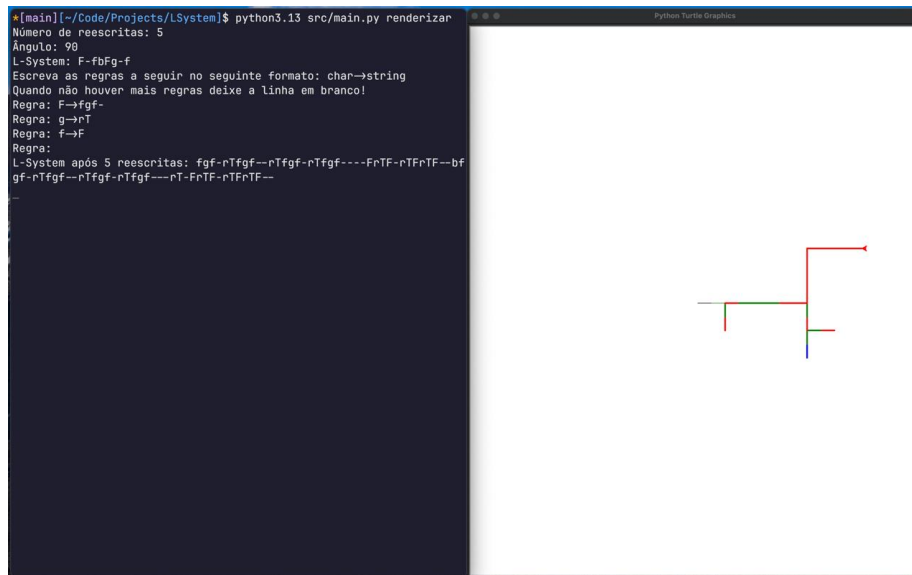 *[main][~/Code/Projects/LSystem]$ python3.13 src/main.py renderizar
Número de reescritas: 5
Ângulo: 90
L-System: F-fbFg-f
Escreva as regras a seguir no seguinte formato: char→string
Quando não houver mais regras deixe a linha em branco!
Regra: F→fgf-
Regra: g→rT
Regra: f→F
Regra:
L-System após 5 reescritas: fgf-rTfgf--rTfgf-rTfgf----FrTF-rTFrTF--bf
gf-rTfgf--rTfgf-rTfgf---rT-FrTF-rTFrTF--
Python Turtle Graphics